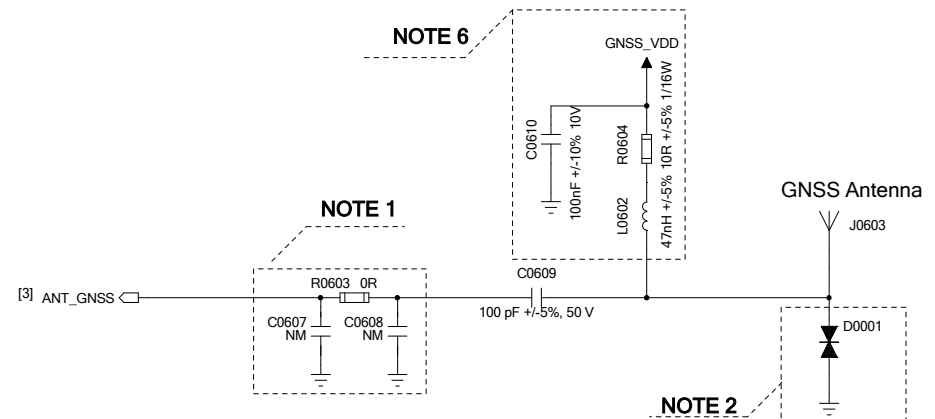 NOTE 6
GNSS_VDD
C0610
100nF +/-10% 10V
R0604
10R +/-5% 1/16W
L0602
47nH +/-5%
GNSS Antenna
J0603
NOTE 1
[3] ANT_GNSS
R0603 0R
C0607
NM
C0608
NM
C0609
100 pF +/-5%, 50 V
D0001
NOTE 2